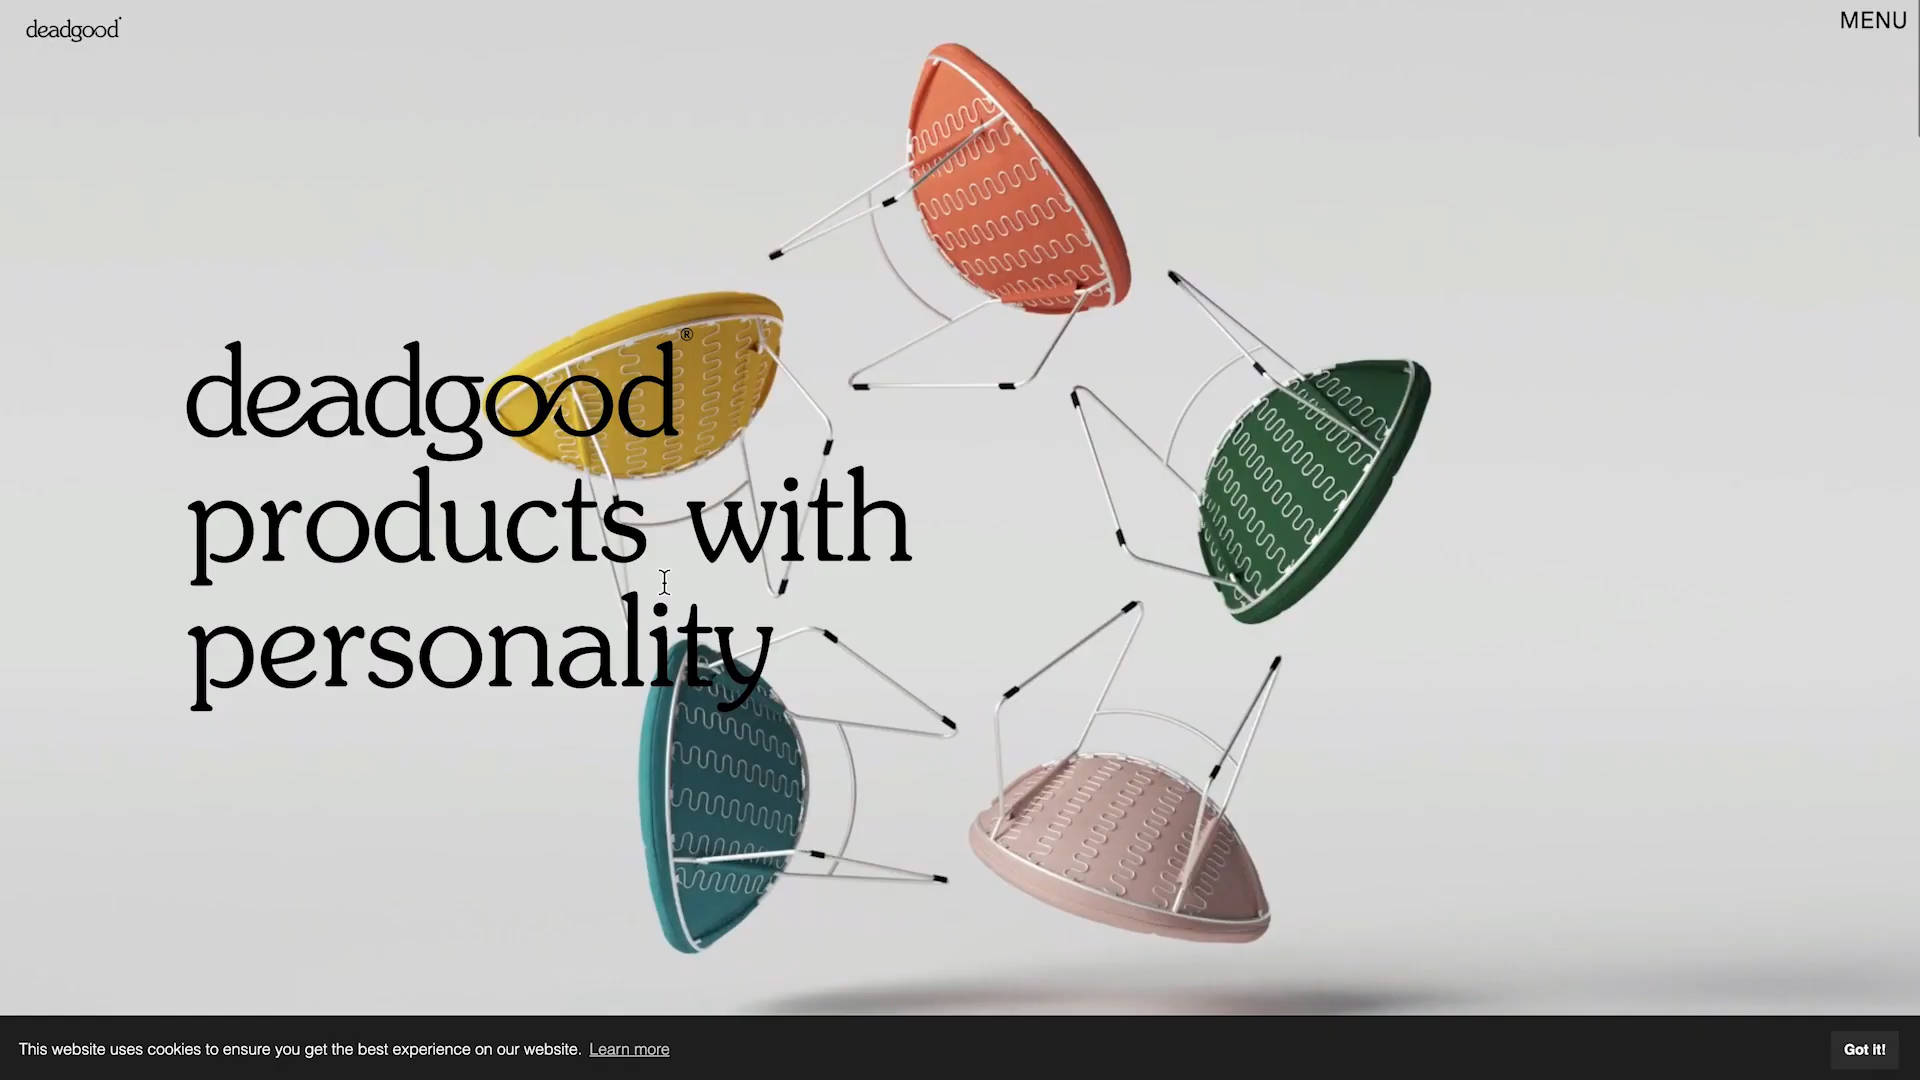 deadgood
MENU
deadgood®
products with
personality
This website uses cookies to ensure you get the best experience on our website. Learn more
Got it!